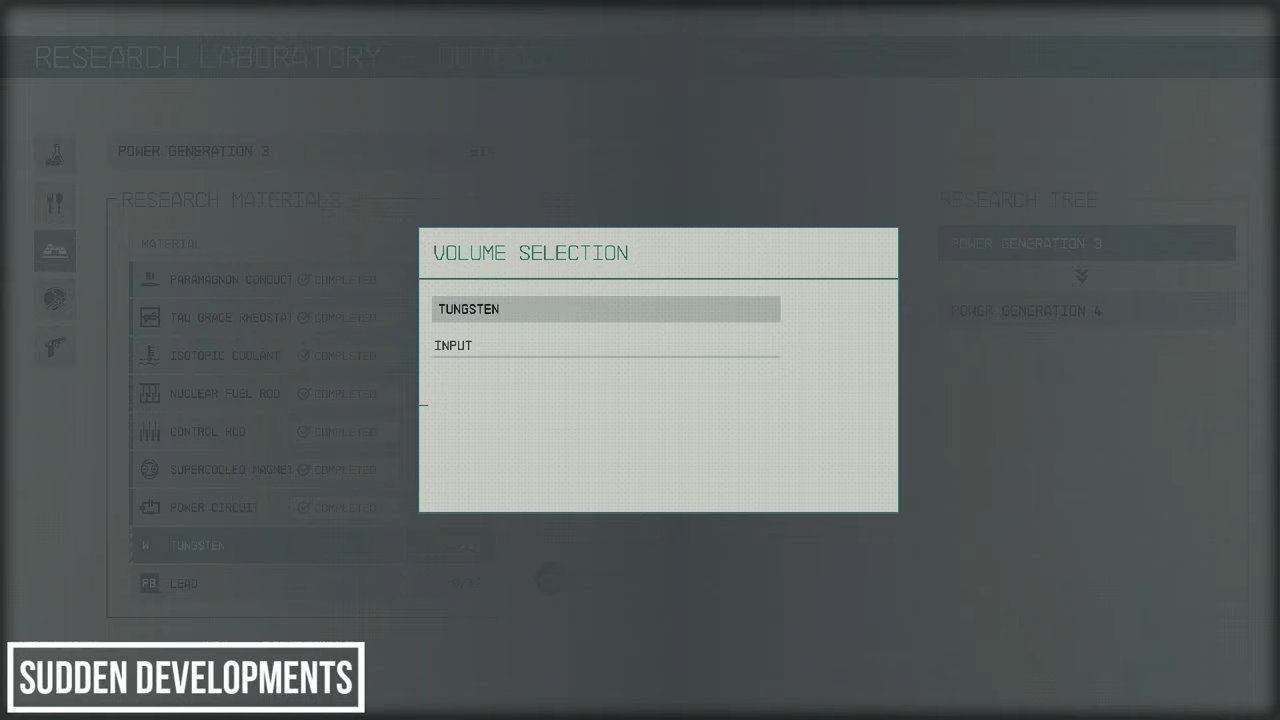 RESEARCH LABORATORY - OUTPOST
POWER GENERATION 3
RESEARCH MATERIALS
MATERIAL
PARAMAGNON CONDUCT COMPLETED
TAU GRADE RHEOSTAT COMPLETED
ISOTOPIC COOLANT COMPLETED
NUCLEAR FUEL ROD COMPLETED
CONTROL ROD COMPLETED
SUPERCOOLED MAGNET COMPLETED
POWER CIRCUIT COMPLETED
W TUNGSTEN
PB LEAD
VOLUME SELECTION
TUNGSTEN
INPUT
RESEARCH TREE
POWER GENERATION 3
POWER GENERATION 4
SUDDEN DEVELOPMENTS